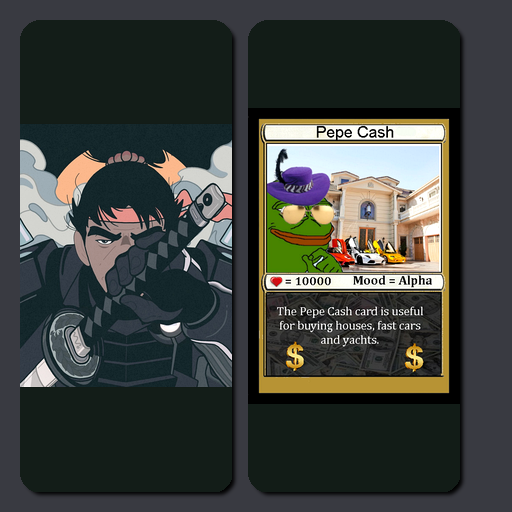 Pepe Cash
= 10000
Mood = Alpha
The Pepe Cash card is useful
for buying houses, fast cars
and yachts.
$ $